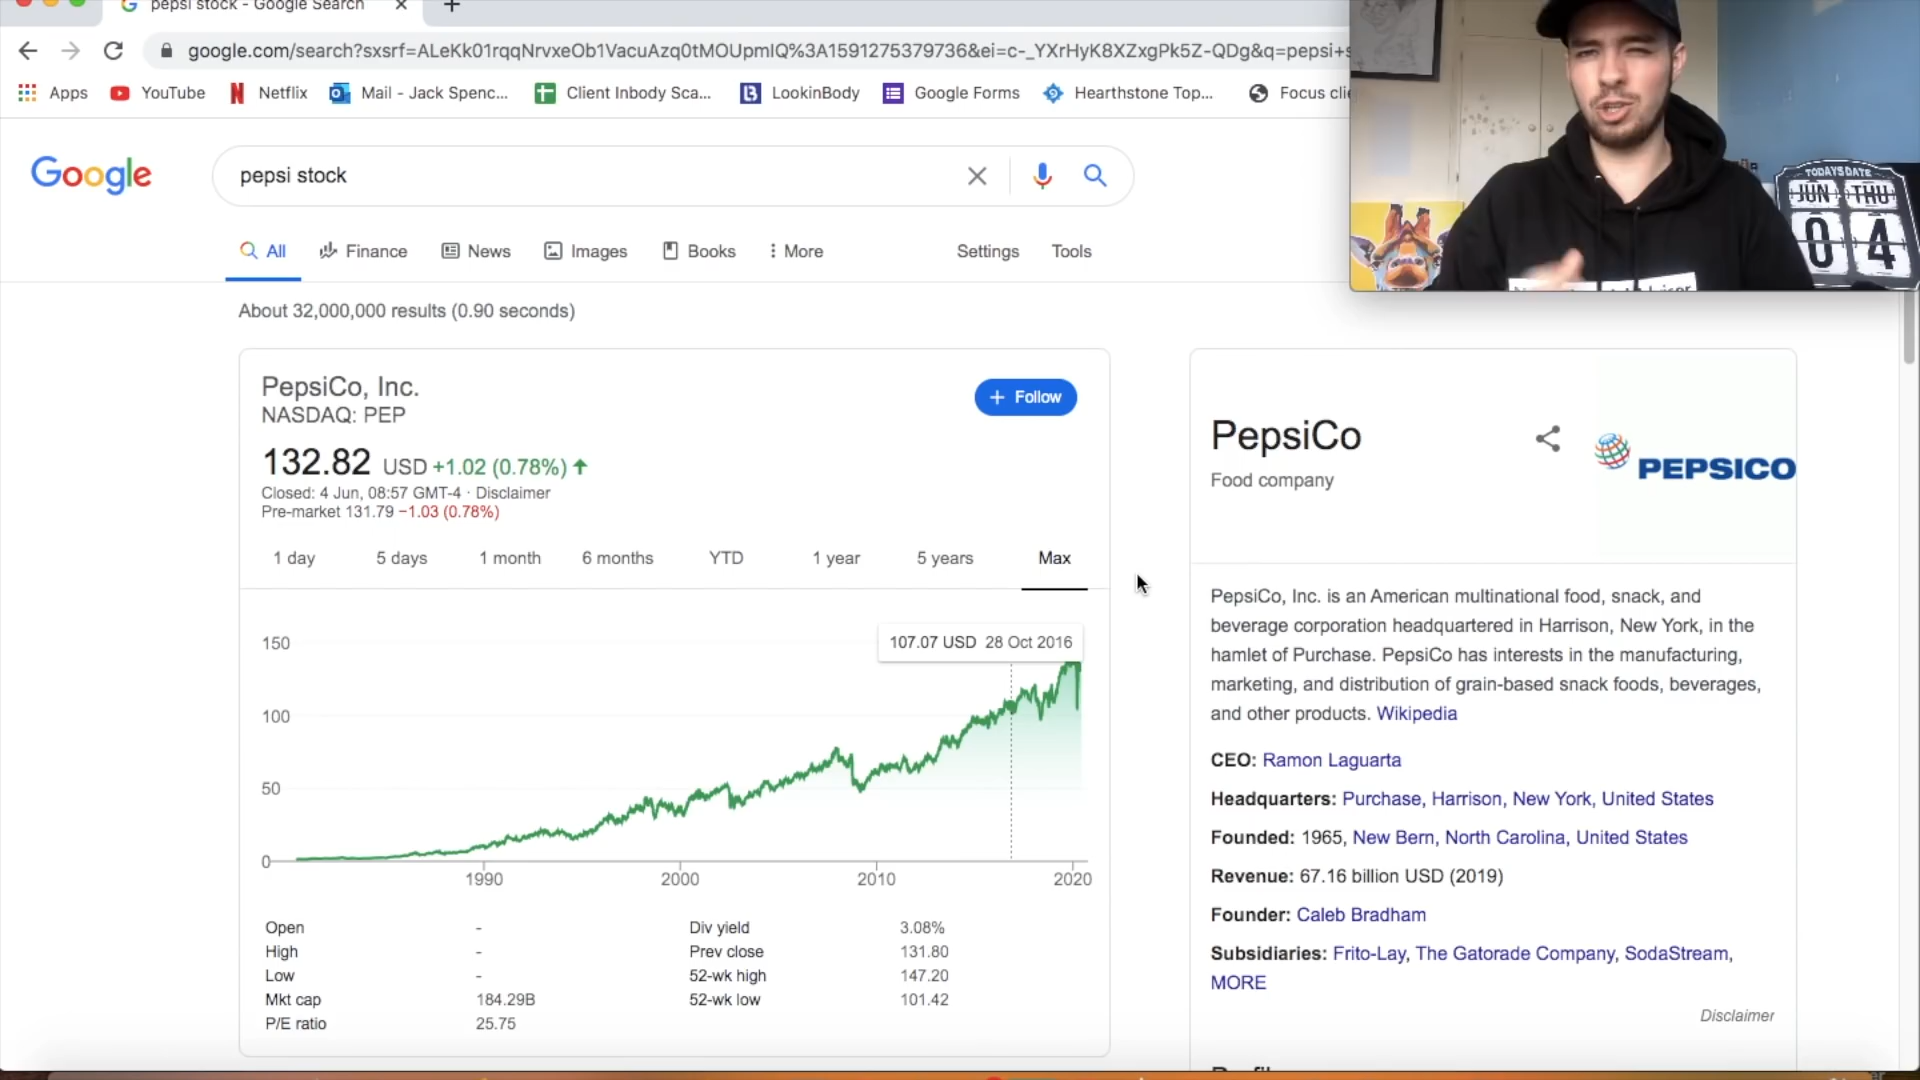 pepsi stock - Google Search
google.com/search?sxsrf=ALeKk01rqqNrvxeOb1VacuAzq0tMOUpmIQ%3A1591275379736&ei=c-_YXrHyK8XZxgPk5Z-QDg&q=pepsi+s
Apps YouTube Netflix Mail - Jack Spenc... Client Inbody Sca... LookinBody Google Forms Hearthstone Top... Focus clie
TODAYS DATE
JUN THU
04
Google
pepsi stock
All Finance News Images Books More Settings Tools
About 32,000,000 results (0.90 seconds)
PepsiCo, Inc.
NASDAQ: PEP
Follow
132.82 USD +1.02 (0.78%)
Closed: 4 Jun, 08:57 GMT-4 · Disclaimer
Pre-market 131.79 −1.03 (0.78%)
1 day 5 days 1 month 6 months YTD 1 year 5 years Max
107.07 USD 28 Oct 2016
150
100
50
0
1990 2000 2010 2020
Open - Div yield 3.08%
High - Prev close 131.80
Low - 52-wk high 147.20
Mkt cap 184.29B 52-wk low 101.42
P/E ratio 25.75
PepsiCo
Food company
PEPSICO
PepsiCo, Inc. is an American multinational food, snack, and
beverage corporation headquartered in Harrison, New York, in the
hamlet of Purchase. PepsiCo has interests in the manufacturing,
marketing, and distribution of grain-based snack foods, beverages,
and other products. Wikipedia
CEO: Ramon Laguarta
Headquarters: Purchase, Harrison, New York, United States
Founded: 1965, New Bern, North Carolina, United States
Revenue: 67.16 billion USD (2019)
Founder: Caleb Bradham
Subsidiaries: Frito-Lay, The Gatorade Company, SodaStream,
MORE
Disclaimer